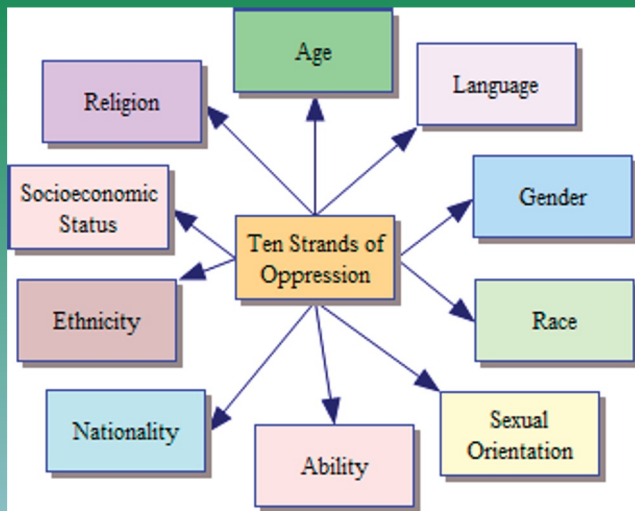 Age
Language
Religion
Gender
Socioeconomic
Status
Ten Strands of
Oppression
Ethnicity
Race
Nationality
Ability
Sexual
Orientation